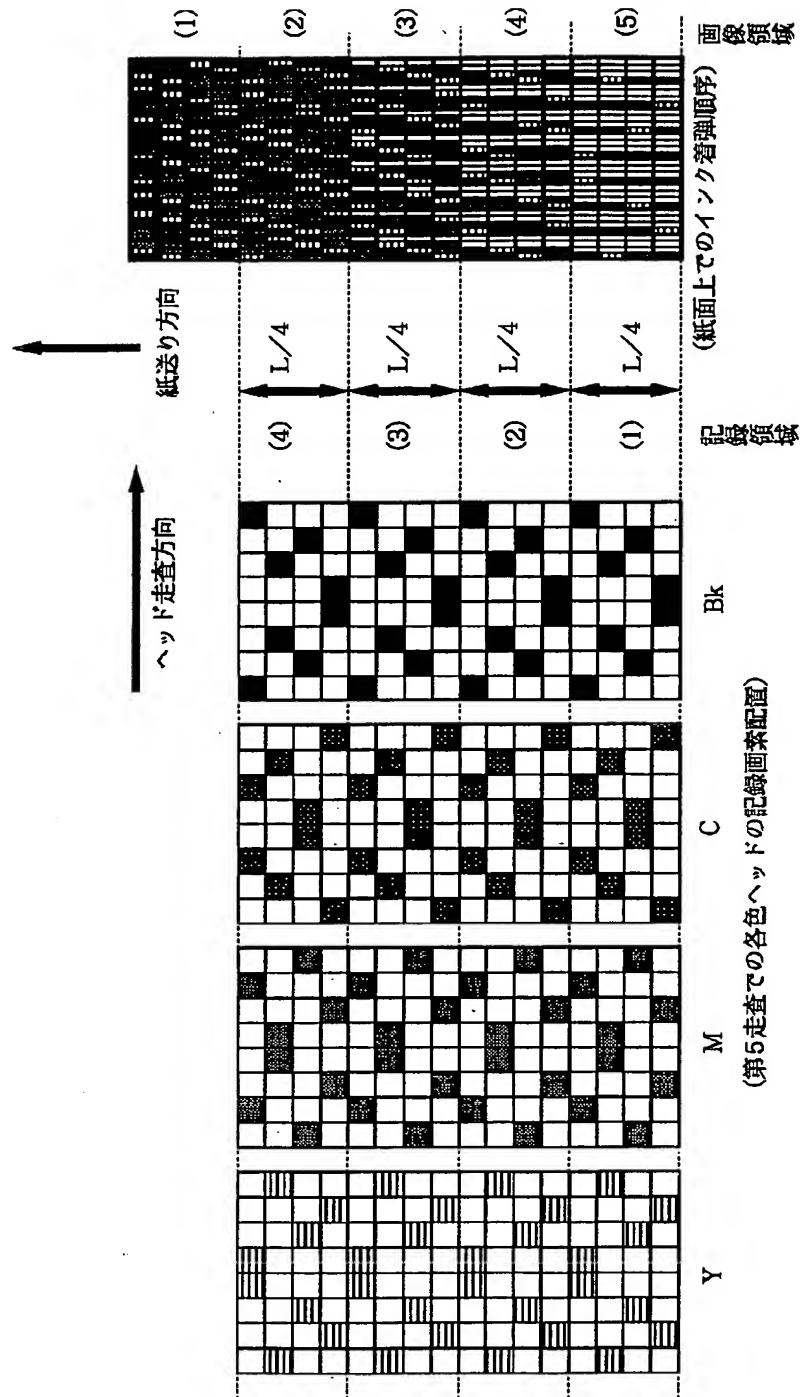 ヘッド走査方向
紙送り方向
(1)
(4)
L/4
(2)
(3)
L/4
(3)
(2)
L/4
(4)
(1)
L/4
(5)
Y
M
C
Bk
記録領域
(紙面上でのインク着弾順序)
画像領域
(第5走査での各色ヘッドの記録画素配置)